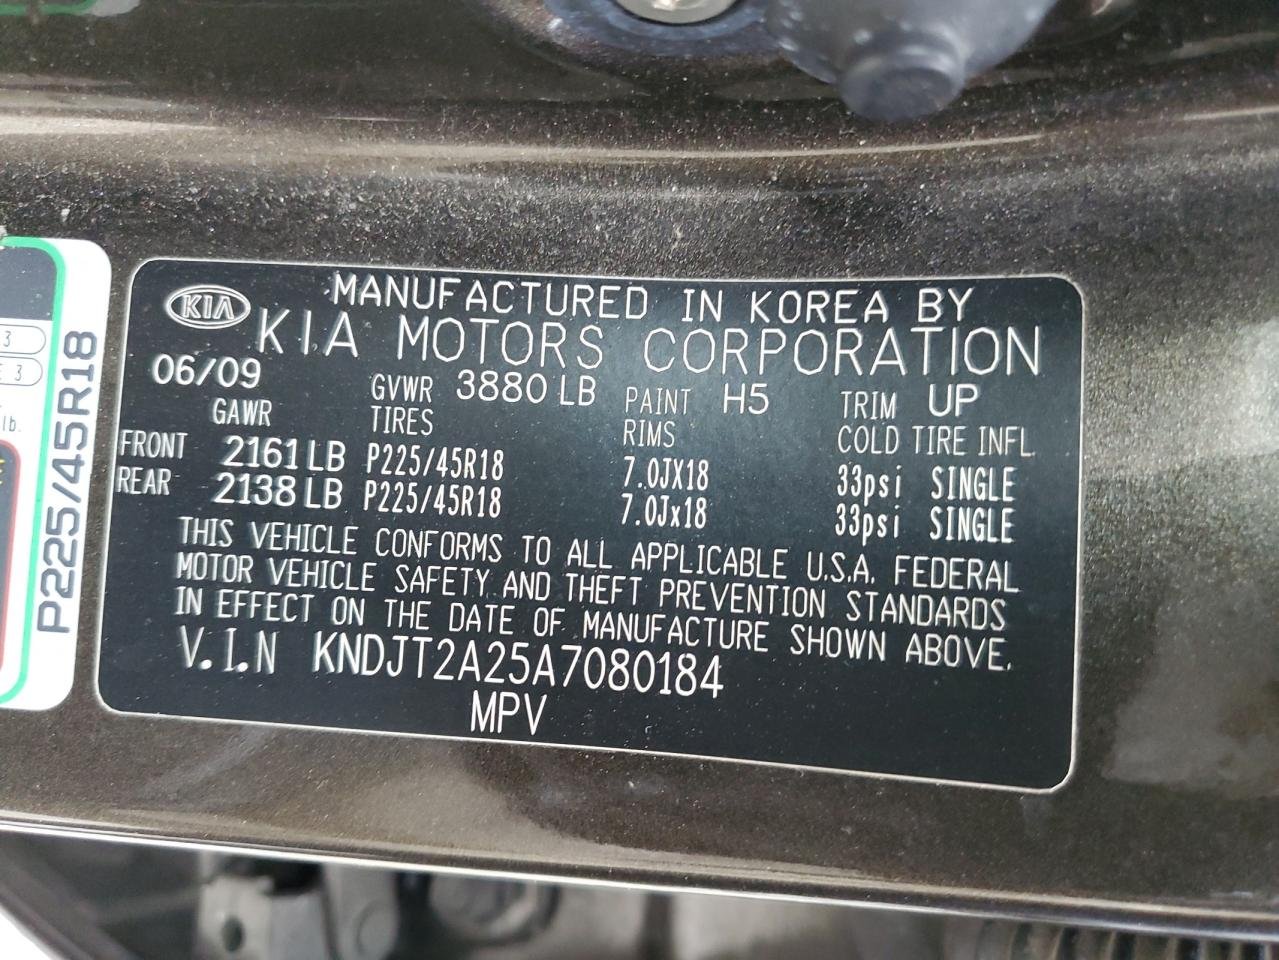 KIA
MANUFACTURED IN KOREA BY
KIA MOTORS CORPORATION
06/09 GVWR 3880 LB PAINT H5 TRIM UP
GAWR TIRES RIMS COLD TIRE INFL
FRONT 2161 LB P225/45R18 7.0JX18 33psi SINGLE
REAR 2138 LB P225/45R18 7.0Jx18 33psi SINGLE
THIS VEHICLE CONFORMS TO ALL APPLICABLE U.S.A. FEDERAL
MOTOR VEHICLE SAFETY AND THEFT PREVENTION STANDARDS
IN EFFECT ON THE DATE OF MANUFACTURE SHOWN ABOVE.
V.I.N KNDJT2A25A7080184
MPV
P225/45R18
3
3
lb.